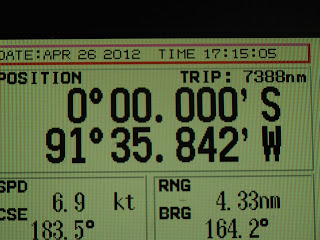 DATE:APR 26 2012 TIME 17:15:05
POSITION TRIP: 7388nm
0°00.000' S
91°35.842' W
SPD 6.9 kt
CSE 183.5°
RNG 4.33nm
BRG 164.2°